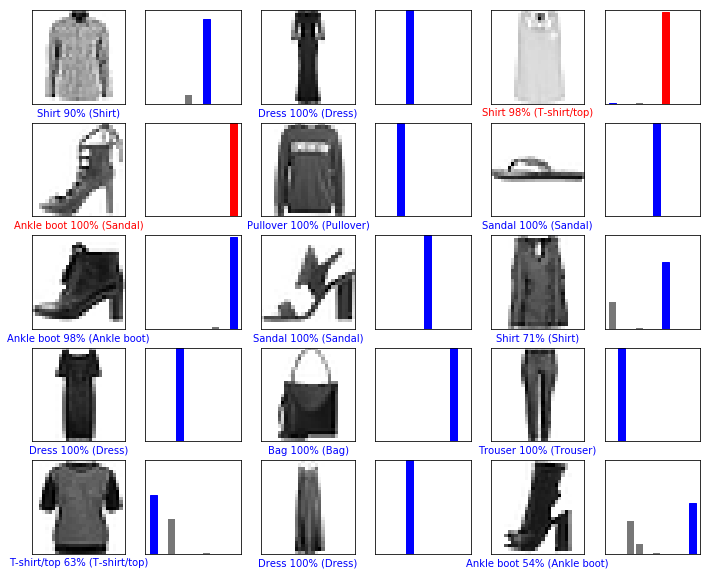 Shirt 90% (Shirt)
Dress 100% (Dress)
Shirt 98% (T-shirt/top)
Ankle boot 100% (Sandal)
Pullover 100% (Pullover)
Sandal 100% (Sandal)
Ankle boot 98% (Ankle boot)
Sandal 100% (Sandal)
Shirt 71% (Shirt)
Dress 100% (Dress)
Bag 100% (Bag)
Trouser 100% (Trouser)
T-shirt/top 63% (T-shirt/top)
Dress 100% (Dress)
Ankle boot 54% (Ankle boot)